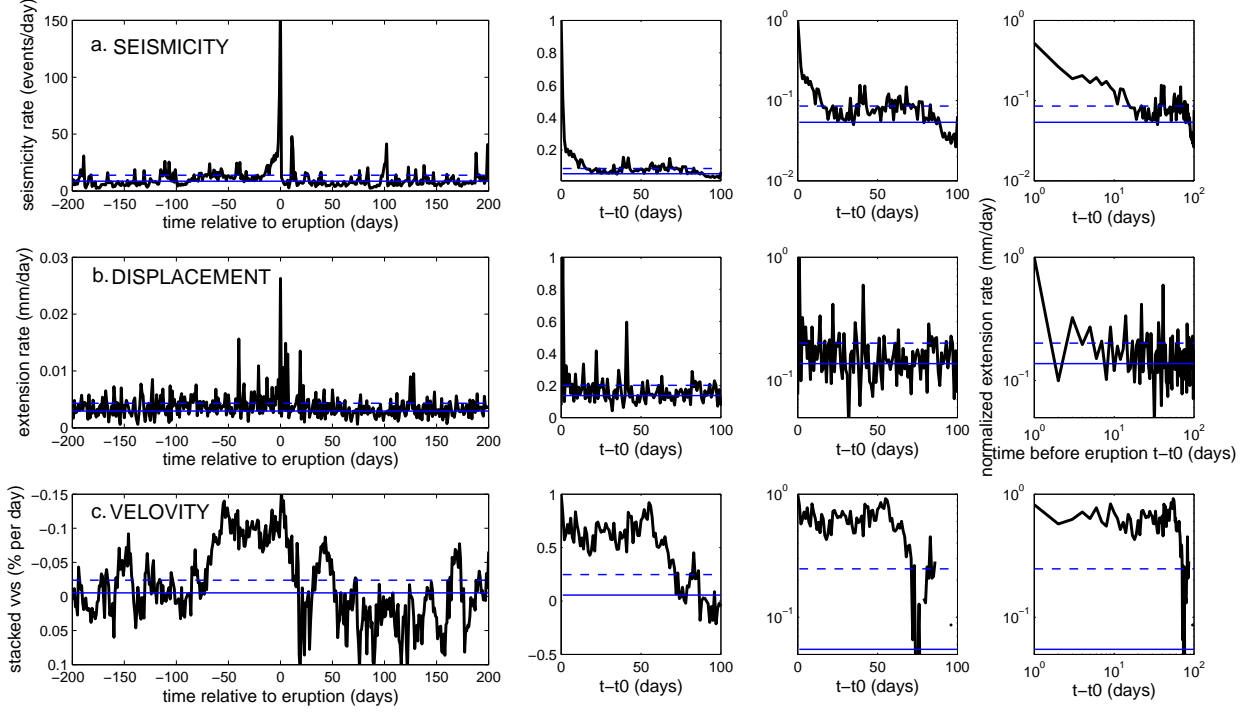 a. SEISMICITY
seismicity rate (events/day)
150
100
50
0
−200 −150 −100 −50 0 50 100 150 200
time relative to eruption (days)
1
0.8
0.6
0.4
0.2
0 50 100
t−t0 (days)
10^0
10^−1
10^−2
0 50 100
t−t0 (days)
10^0
10^−1
10^−2
10^0 10^1 10^2
t−t0 (days)
b. DISPLACEMENT
extension rate (mm/day)
0.03
0.02
0.01
0
−200 −150 −100 −50 0 50 100 150 200
time relative to eruption (days)
1
0.8
0.6
0.4
0.2
0
0 50 100
t−t0 (days)
10^0
10^−1
0 50 100
t−t0 (days)
normalized extension rate (mm/day)
10^0
10^−1
10^0 10^1 10^2
time before eruption t−t0 (days)
c. VELOVITY
stacked vvs (% per day)
−0.15
−0.1
−0.05
0
0.05
0.1
−200 −150 −100 −50 0 50 100 150 200
time relative to eruption (days)
1
0.5
0
−0.5
0 50 100
t−t0 (days)
10^0
10^−1
0 50 100
t−t0 (days)
10^0
10^−1
10^0 10^1 10^2
t−t0 (days)